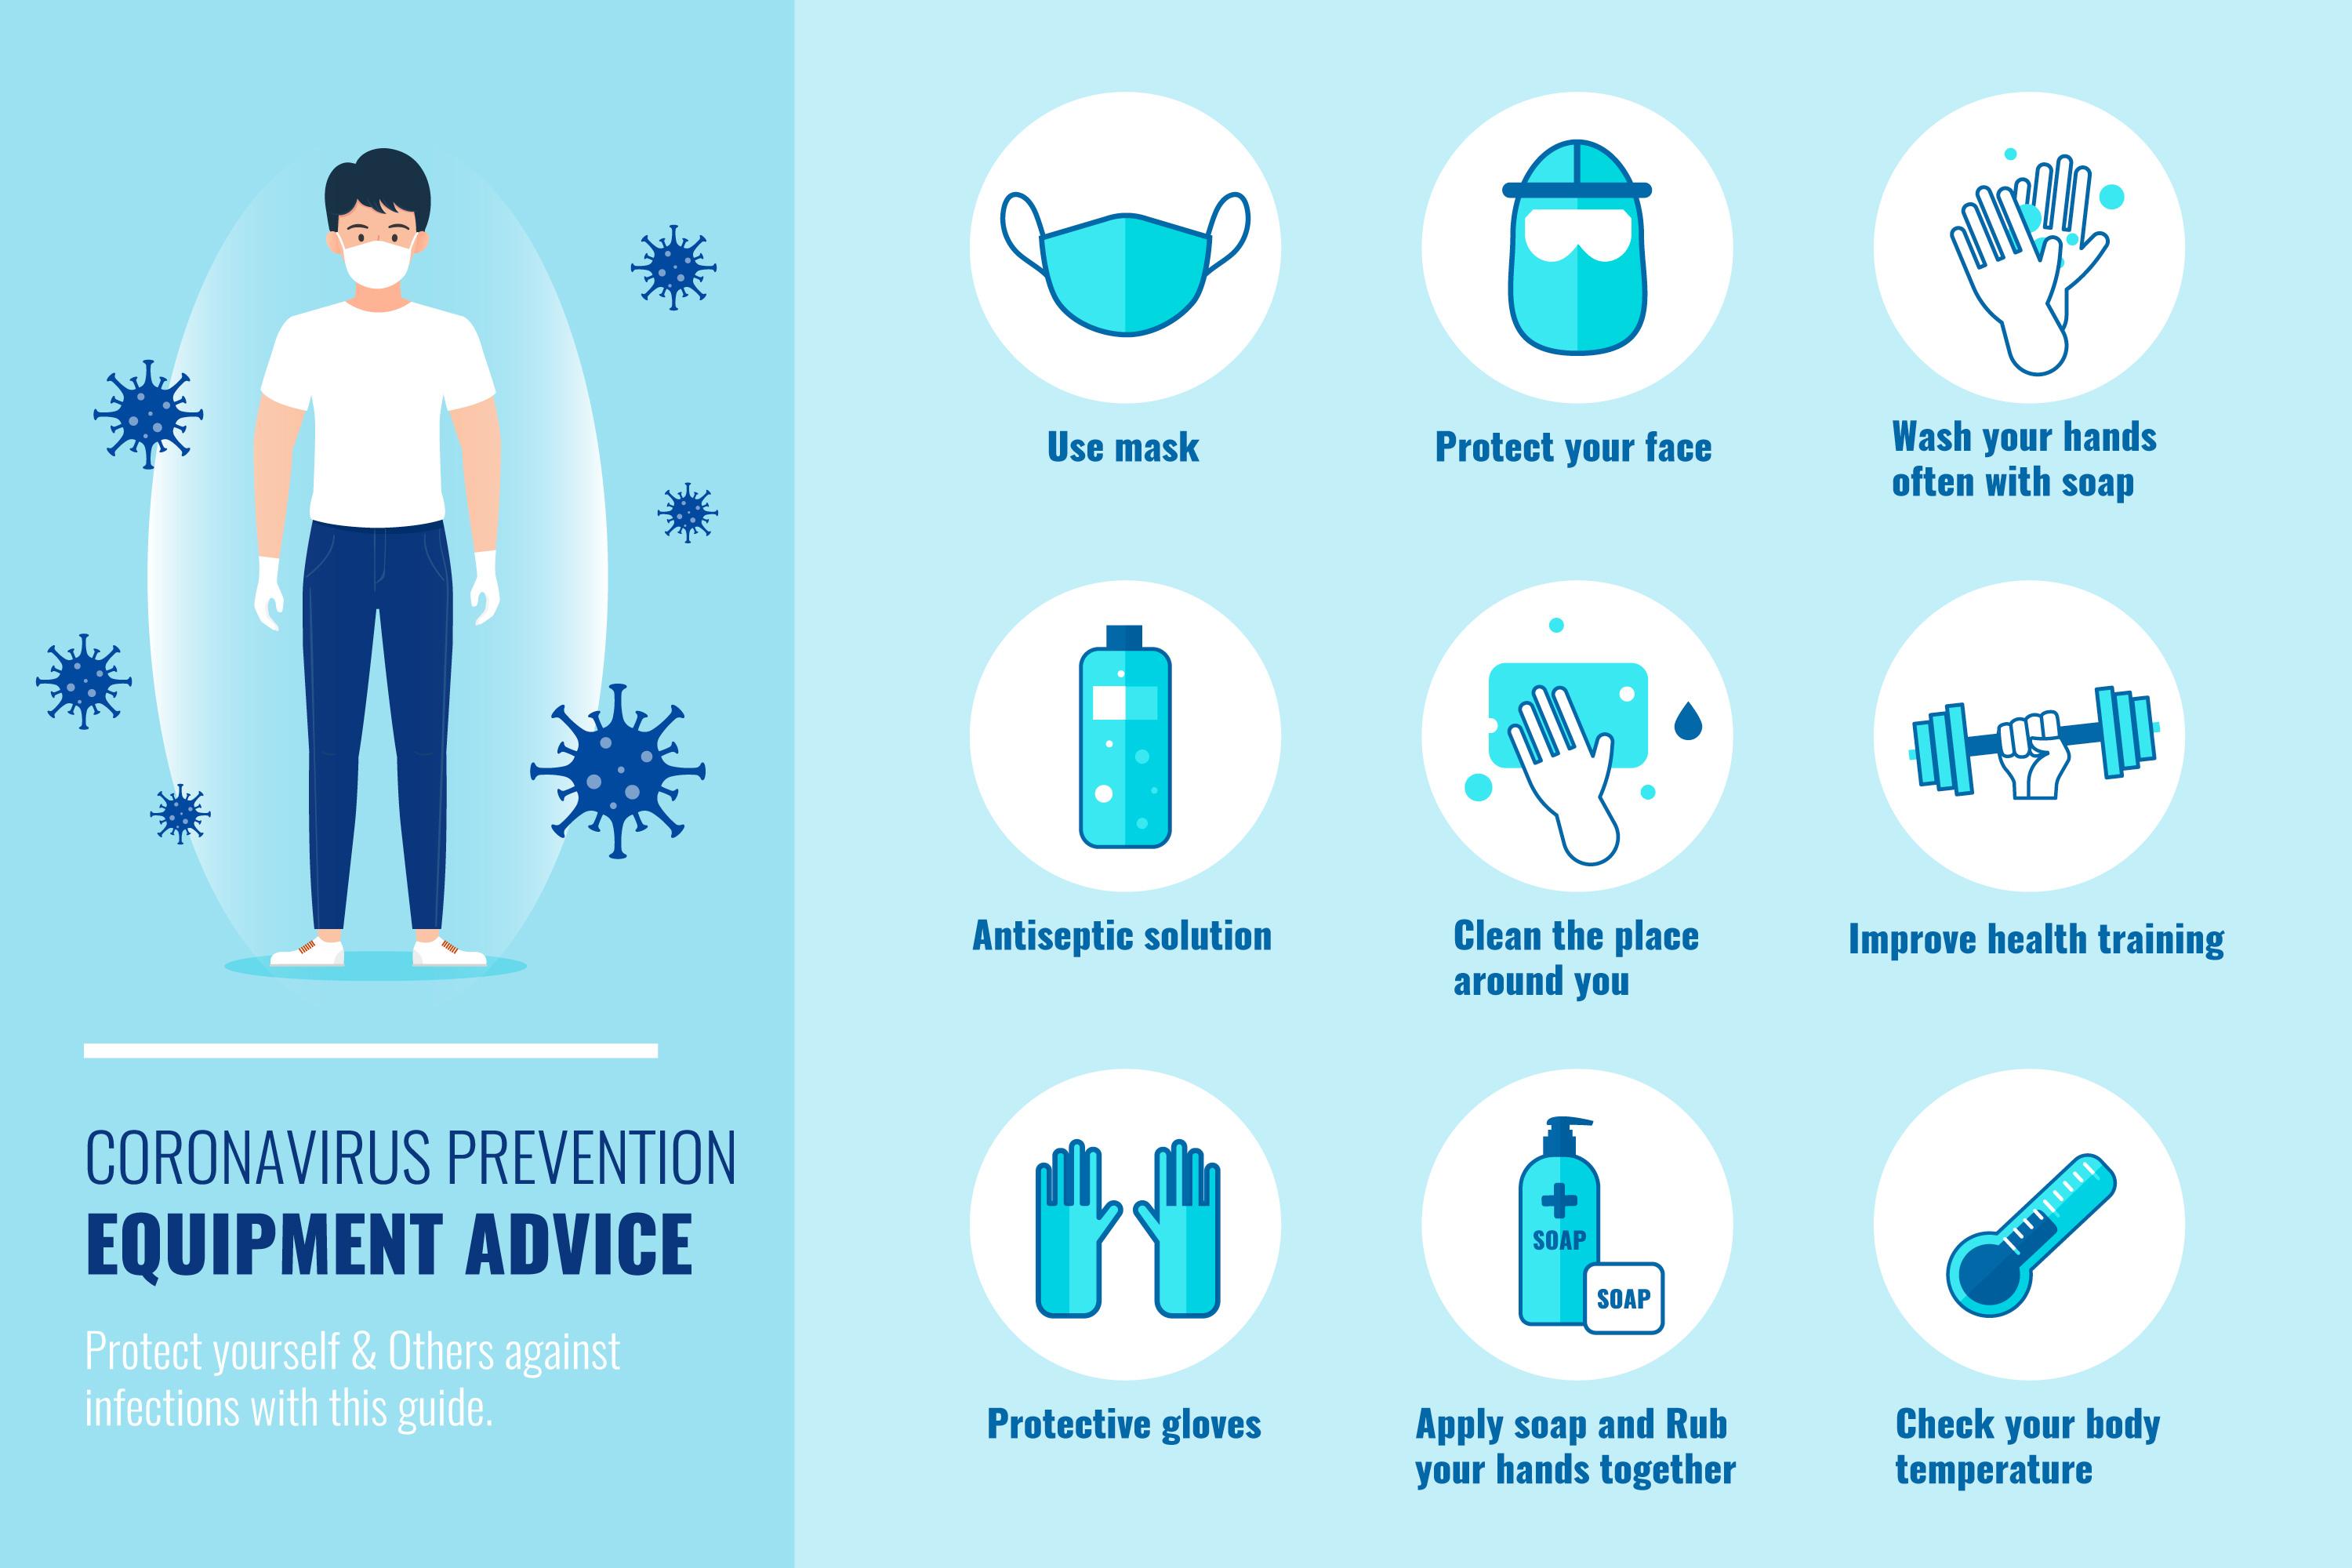 CORONAVIRUS PREVENTION
EQUIPMENT ADVICE
Protect yourself & Others against
infections with this guide.
Use mask
Protect your face
Wash your hands
often with soap
Antiseptic solution
Clean the place
around you
Improve health training
Protective gloves
SOAP
SOAP
Apply soap and Rub
your hands together
Check your body
temperature